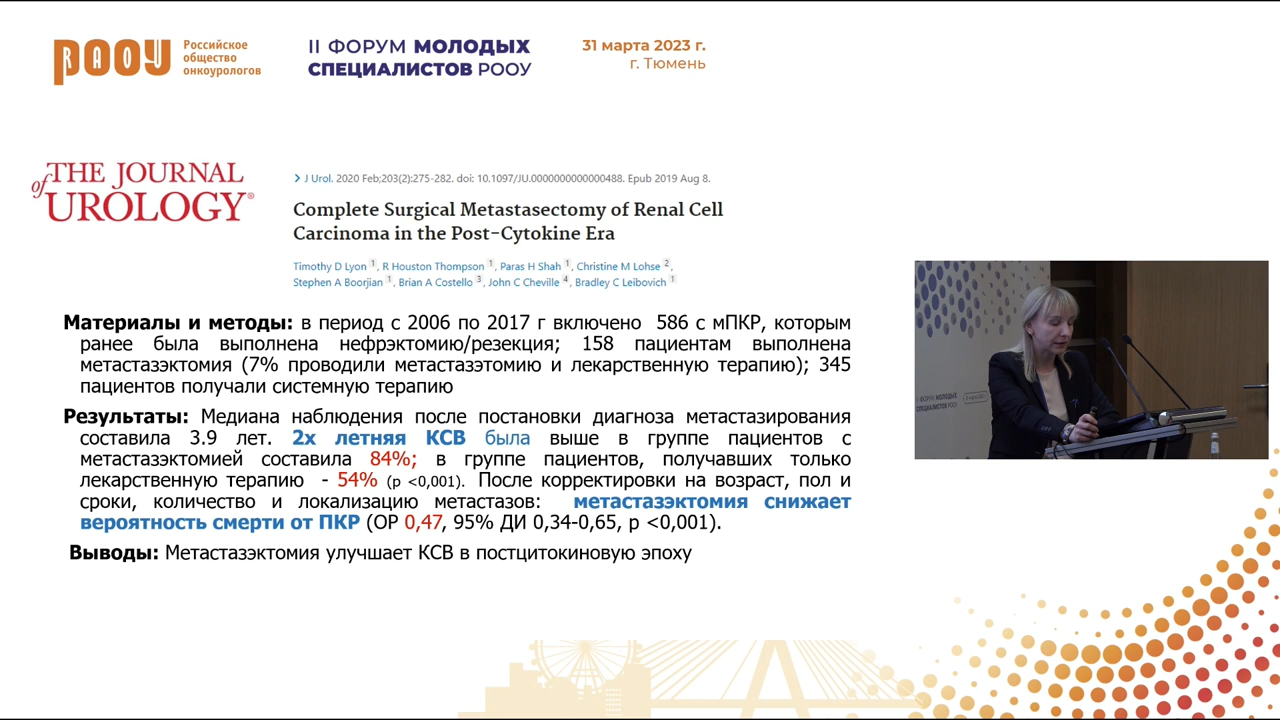 РООУ
RAOU
Российское
общество
онкоурологов
II ФОРУМ МОЛОДЫХ
СПЕЦИАЛИСТОВ РООУ
31 марта 2023 г.
г. Тюмень
THE JOURNAL
of UROLOGY®
J Urol. 2020 Feb;203(2):275-282. doi: 10.1097/JU.0000000000000488. Epub 2019 Aug 8.
Complete Surgical Metastasectomy of Renal Cell
Carcinoma in the Post-Cytokine Era
Timothy D Lyon 1, R Houston Thompson 1, Paras H Shah 1, Christine M Lohse 2,
Stephen A Boorjian 1, Brian A Costello 3, John C Cheville 4, Bradley C Leibovich 1
Материалы и методы: в период с 2006 по 2017 г включено 586 с мПКР, которым
ранее была выполнена нефрэктомию/резекция; 158 пациентам выполнена
метастазэктомия (7% проводили метастазэтомию и лекарственную терапию); 345
пациентов получали системную терапию
Результаты: Медиана наблюдения после постановки диагноза метастазирования
составила 3.9 лет. 2х летняя КСВ была выше в группе пациентов с
метастазэктомией составила 84%; в группе пациентов, получавших только
лекарственную терапию - 54% (p <0,001). После корректировки на возраст, пол и
сроки, количество и локализацию метастазов: метастазэктомия снижает
вероятность смерти от ПКР (ОР 0,47, 95% ДИ 0,34-0,65, p <0,001).
Выводы: Метастазэктомия улучшает КСВ в постцитокиновую эпоху
II ФОРУМ МОЛОДЫХ
СПЕЦИАЛИСТОВ РООУ